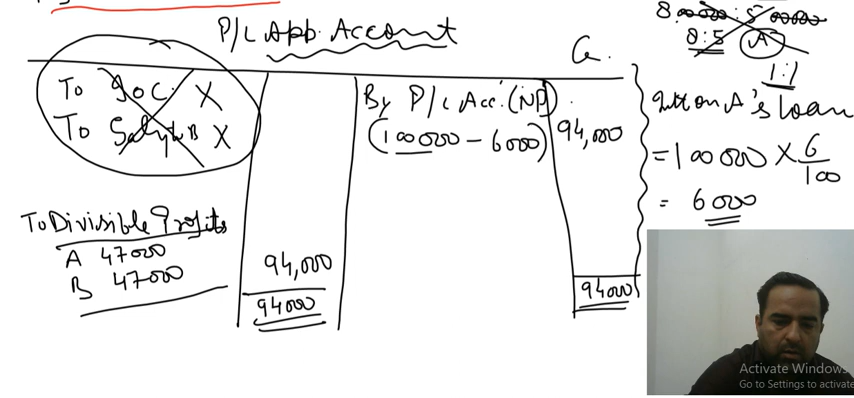 P/L App. Account
Cr.
To IOC X
To Salary to B X
By P/L Acc. (NP)
(100000 - 6000) 94,000
To Divisible Profits
A 47000
B 47000
94,000
94000
94000
8:5 A
1:1
Intt on A's loan
= 100000 X 6/100
= 6000
Activate Windows
Go to Settings to activate